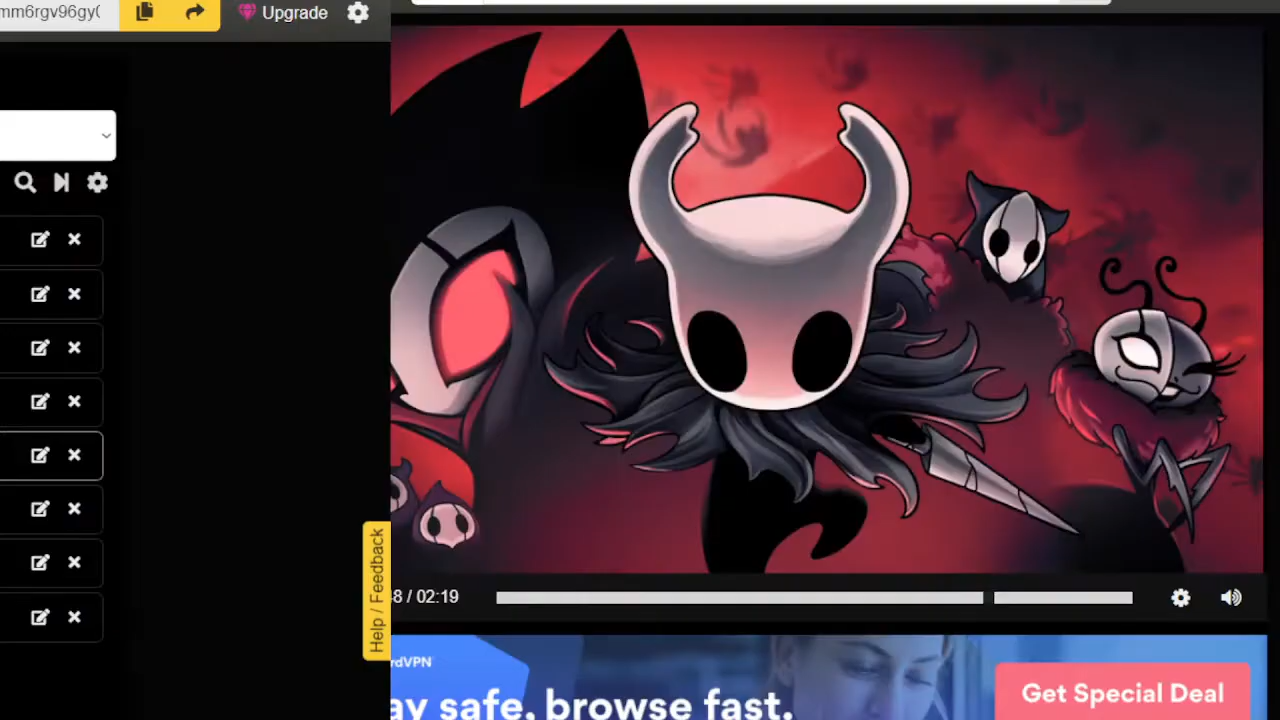 mm6rgv96gy(
Upgrade
Help / Feedback
8 / 02:19
rdVPN
ay safe, browse fast.
Get Special Deal